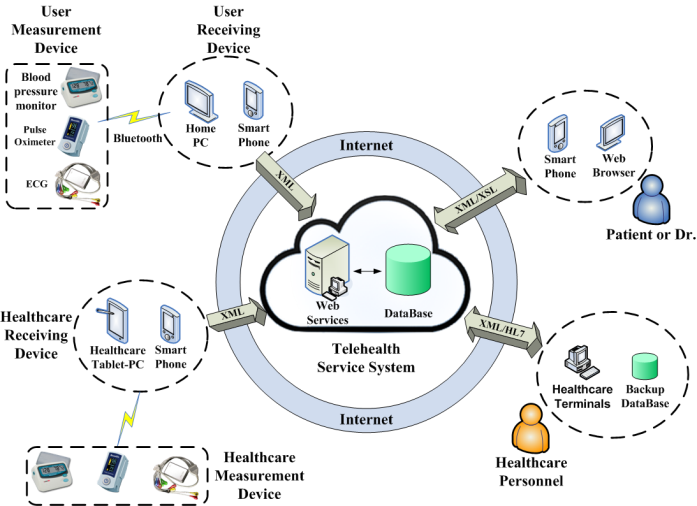 User
Measurement
Device
User
Receiving
Device
Blood
pressure
monitor
Pulse
Oximeter
ECG
Bluetooth
Home
PC
Smart
Phone
Internet
XML
XML/XSL
Smart
Phone
Web
Browser
Patient or Dr.
Web
Services
DataBase
Telehealth
Service System
Healthcare
Receiving
Device
Healthcare
Tablet-PC
Smart
Phone
XML
XML/HL7
Healthcare
Terminals
Backup
DataBase
Healthcare
Personnel
Internet
Healthcare
Measurement
Device